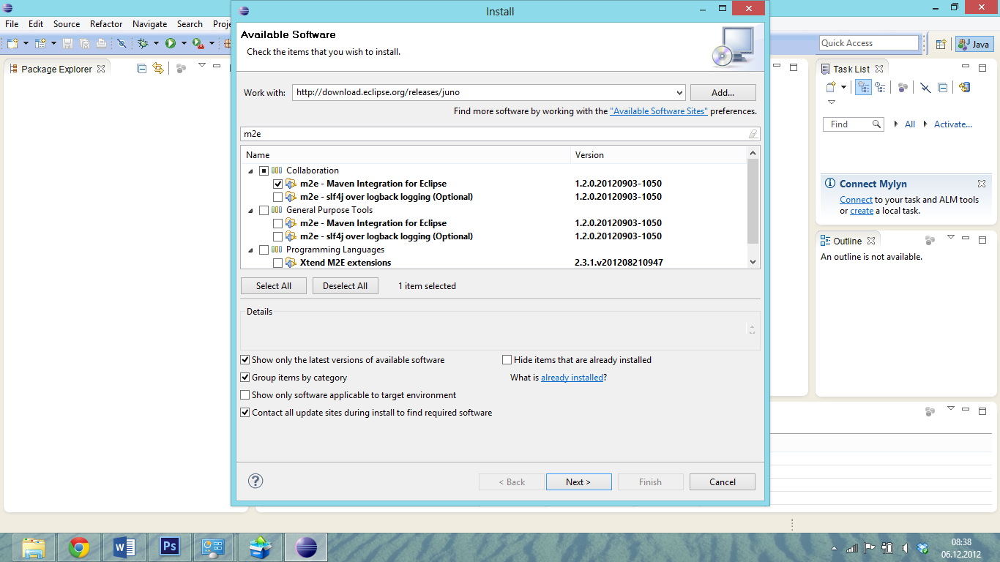 Install
File Edit Source Refactor Navigate Search Proje
Available Software
Check the items that you wish to install.
Quick Access
Java
Package Explorer
Work with: http://download.eclipse.org/releases/juno Add...
Find more software by working with the "Available Software Sites" preferences.
m2e
Name Version
Collaboration
m2e - Maven Integration for Eclipse 1.2.0.20120903-1050
m2e - slf4j over logback logging (Optional) 1.2.0.20120903-1050
General Purpose Tools
m2e - Maven Integration for Eclipse 1.2.0.20120903-1050
m2e - slf4j over logback logging (Optional) 1.2.0.20120903-1050
Programming Languages
Xtend M2E extensions 2.3.1.v201208210947
Select All Deselect All 1 item selected
Details
Show only the latest versions of available software
Hide items that are already installed
Group items by category
What is already installed?
Show only software applicable to target environment
Contact all update sites during install to find required software
< Back Next > Finish Cancel
Task List
Find All Activate...
Connect Mylyn
Connect to your task and ALM tools
or create a local task.
Outline
An outline is not available.
Ps
08:38
06.12.2012